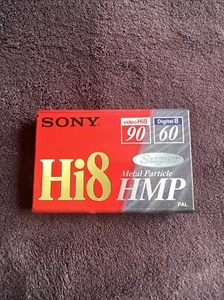 SONY
video Hi8
90
Digital 8
60
Super
Metal Particle
Hi8
HMP
PAL